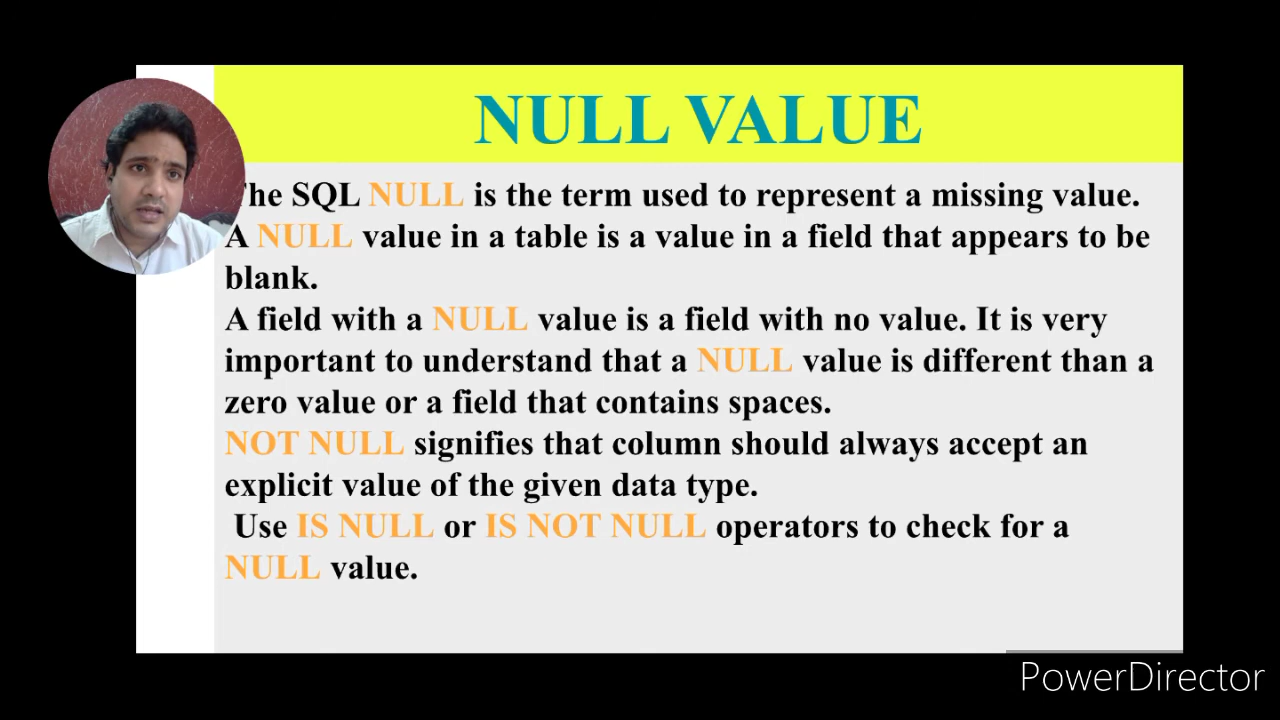 NULL VALUE
The SQL NULL is the term used to represent a missing value.
A NULL value in a table is a value in a field that appears to be
blank.
A field with a NULL value is a field with no value. It is very
important to understand that a NULL value is different than a
zero value or a field that contains spaces.
NOT NULL signifies that column should always accept an
explicit value of the given data type.
Use IS NULL or IS NOT NULL operators to check for a
NULL value.
PowerDirector